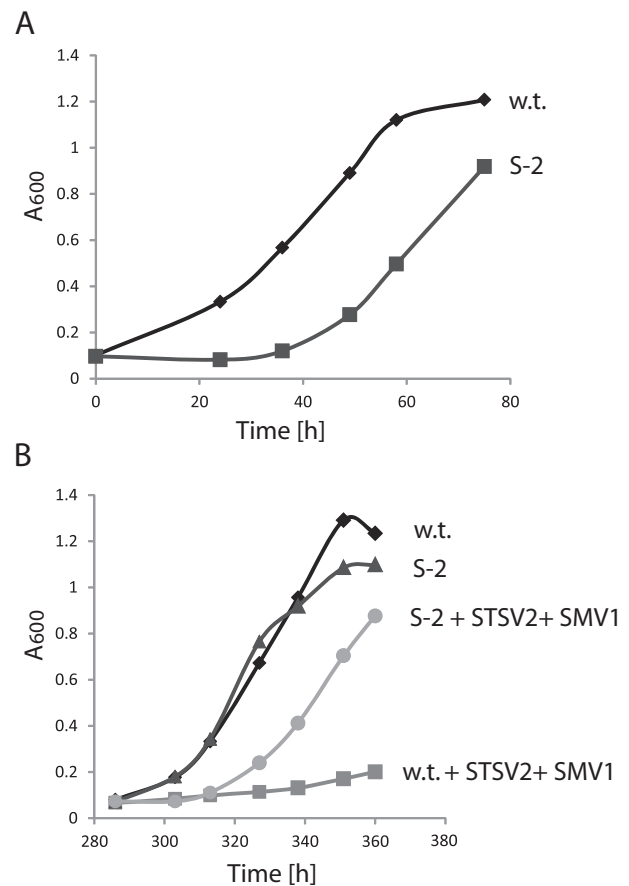 A
1.4
1.2
1
0.8
0.6
0.4
0.2
0
A600
w.t.
S-2
0 20 40 60 80
Time [h]
B
1.4
1.2
1
0.8
0.6
0.4
0.2
0
A600
w.t.
S-2
S-2 + STSV2+ SMV1
w.t. + STSV2+ SMV1
280 300 320 340 360 380
Time [h]